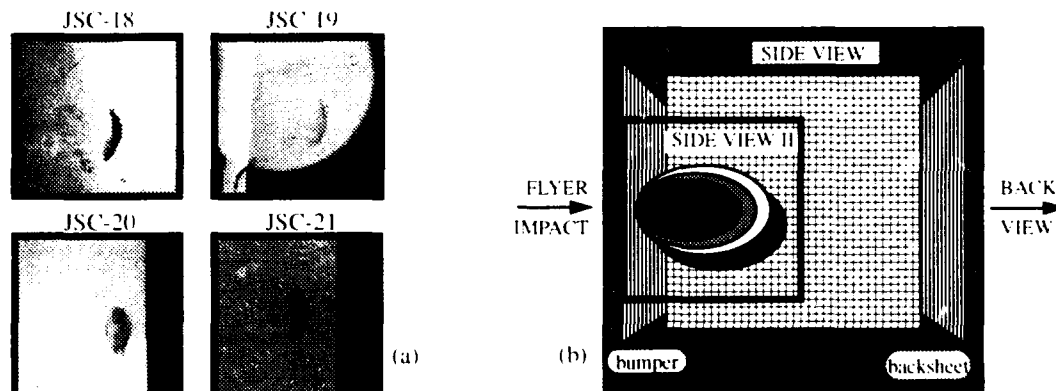 JSC-18
JSC-19
JSC-20
JSC-21
(a)
SIDE VIEW
SIDE VIEW II
FLYER
IMPACT
BACK
VIEW
(b)
bumper
backsheet